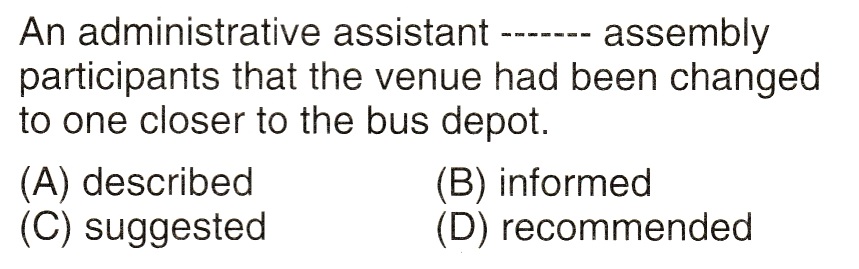 An administrative assistant ------- assembly
participants that the venue had been changed
to one closer to the bus depot.
(A) described (B) informed
(C) suggested (D) recommended